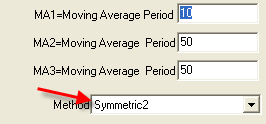 MA1=Moving Average Period 10
MA2=Moving Average Period 50
MA3=Moving Average Period 50
Method Symmetric2